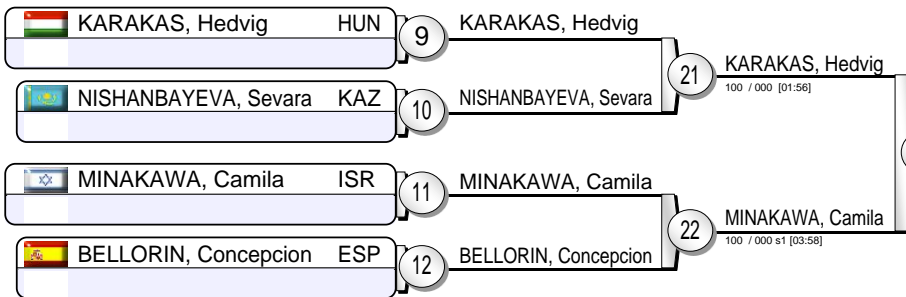 KARAKAS, Hedvig HUN 9 KARAKAS, Hedvig
21 KARAKAS, Hedvig
100 / 000 [01:56]
NISHANBAYEVA, Sevara KAZ 10 NISHANBAYEVA, Sevara
MINAKAWA, Camila ISR 11 MINAKAWA, Camila
22 MINAKAWA, Camila
100 / 000 s1 [03:58]
BELLORIN, Concepcion ESP 12 BELLORIN, Concepcion